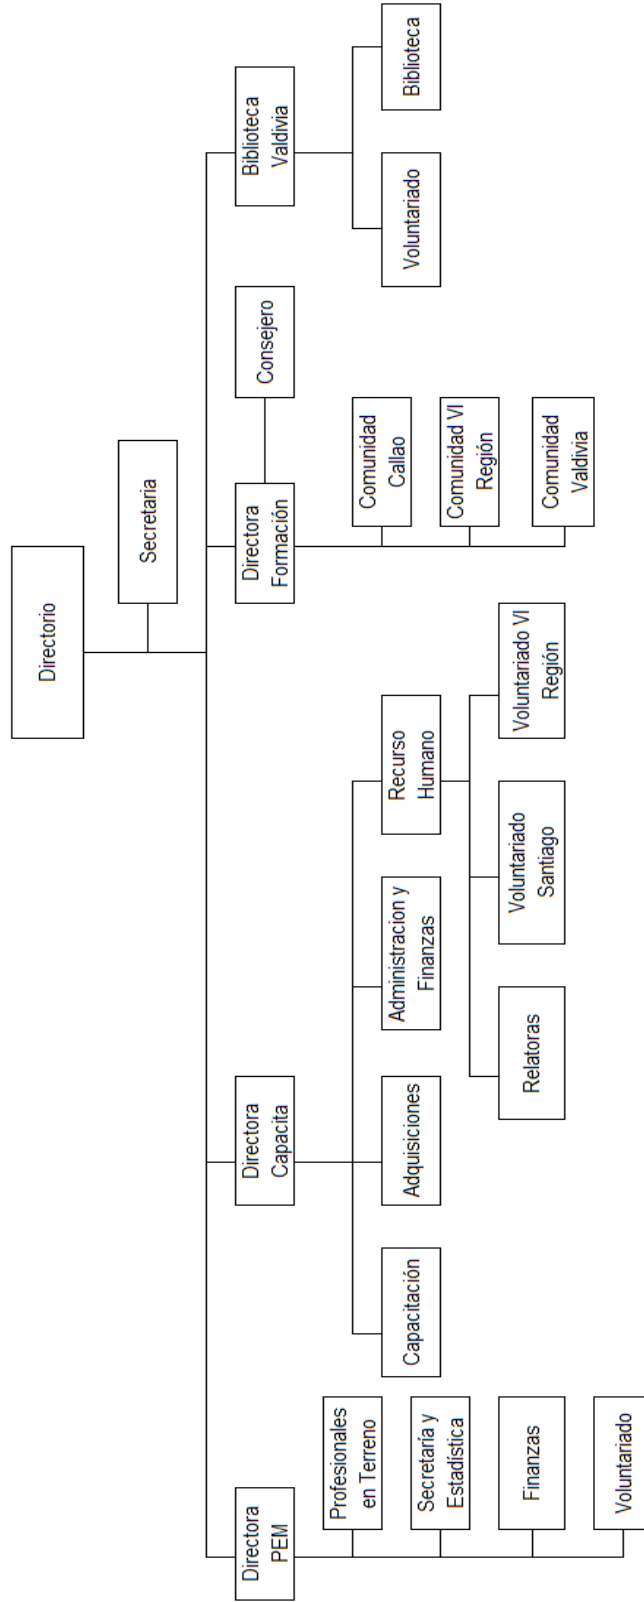 Directorio
Secretaria
Directora
PEM
Directora
Capacita
Directora
Formación
Consejero
Biblioteca
Valdivia
Profesionales
en Terreno
Secretaría y
Estadística
Finanzas
Voluntariado
Capacitación
Adquisiciones
Administracion y
Finanzas
Recurso
Humano
Relatoras
Voluntariado
Santiago
Voluntariado VI
Región
Comunidad
Callao
Comunidad VI
Región
Comunidad
Valdivia
Voluntariado
Biblioteca